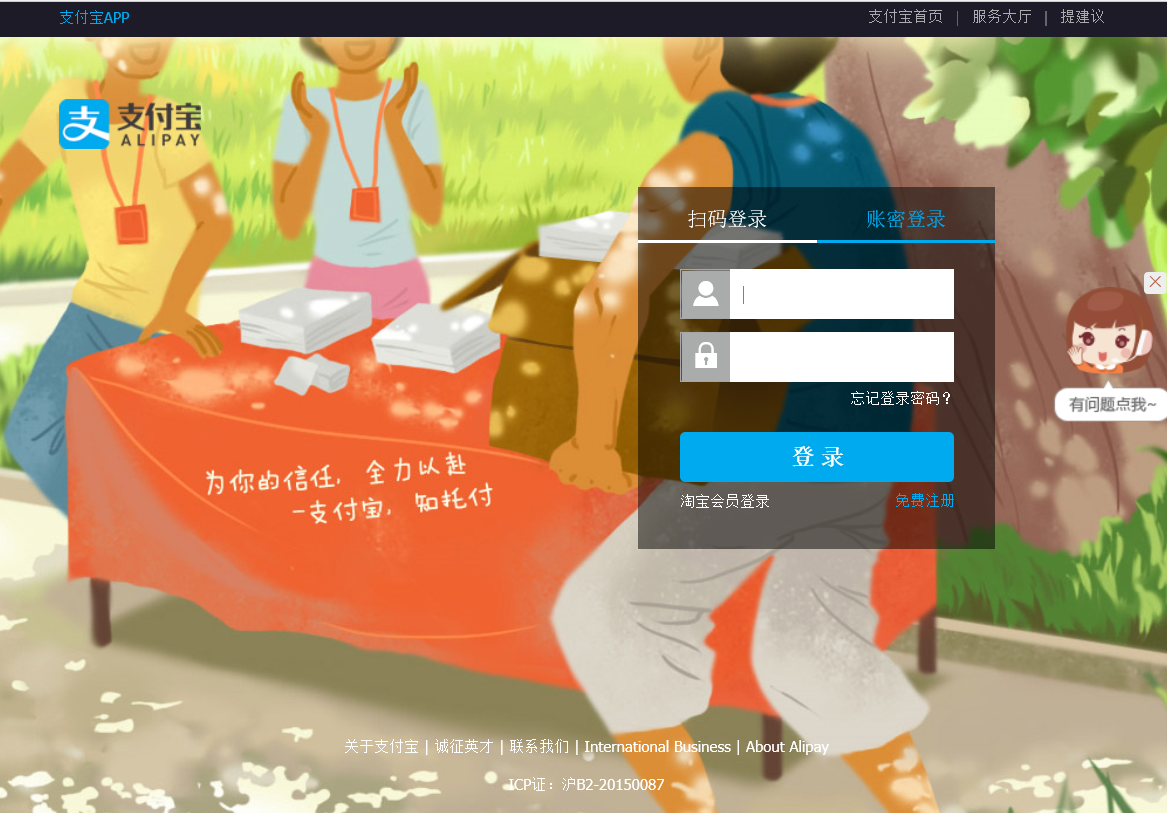 支付宝APP
支付宝首页 | 服务大厅 | 提建议
支 支付宝
ALIPAY
扫码登录 账密登录
忘记登录密码？
有问题点我~
登 录
为你的信任，全力以赴
-支付宝，知托付
淘宝会员登录 免费注册
关于支付宝 | 诚征英才 | 联系我们 | International Business | About Alipay
ICP证：沪B2-20150087